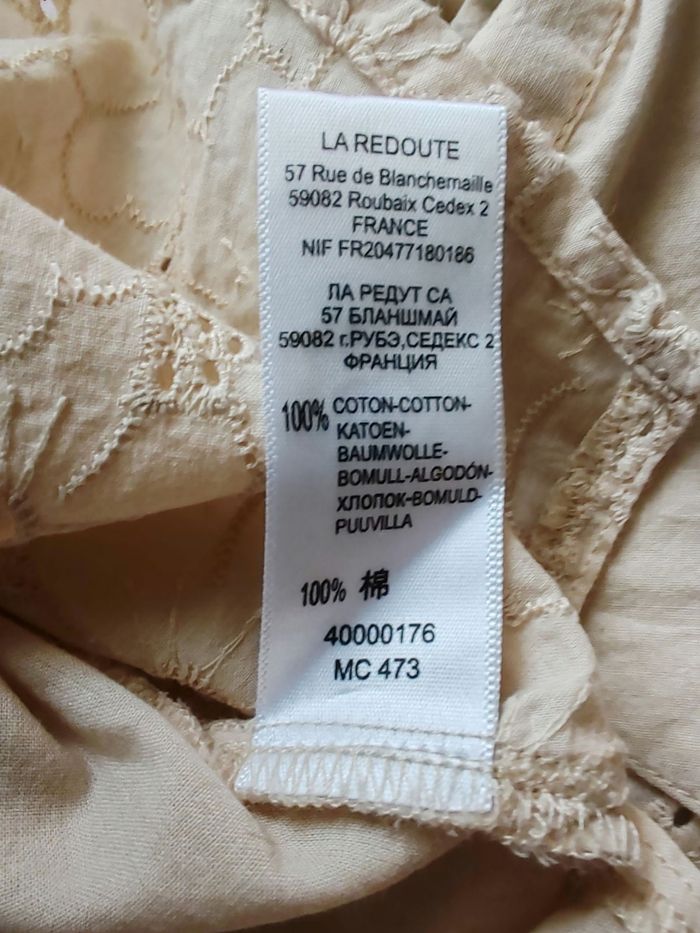 LA REDOUTE
57 Rue de Blanchemaille
59082 Roubaix Cedex 2
FRANCE
NIF FR20477180186
ЛА РЕДУТ СА
57 БЛАНШМАЙ
59082 г.РУБЭ,СЕДЕКС 2
ФРАНЦИЯ
100% COTON-COTTON-
KATOEN-
BAUMWOLLE-
BOMULL-ALGODÓN-
ХЛОПОК-BOMULD-
PUUVILLA
100% 棉
40000176
MC 473